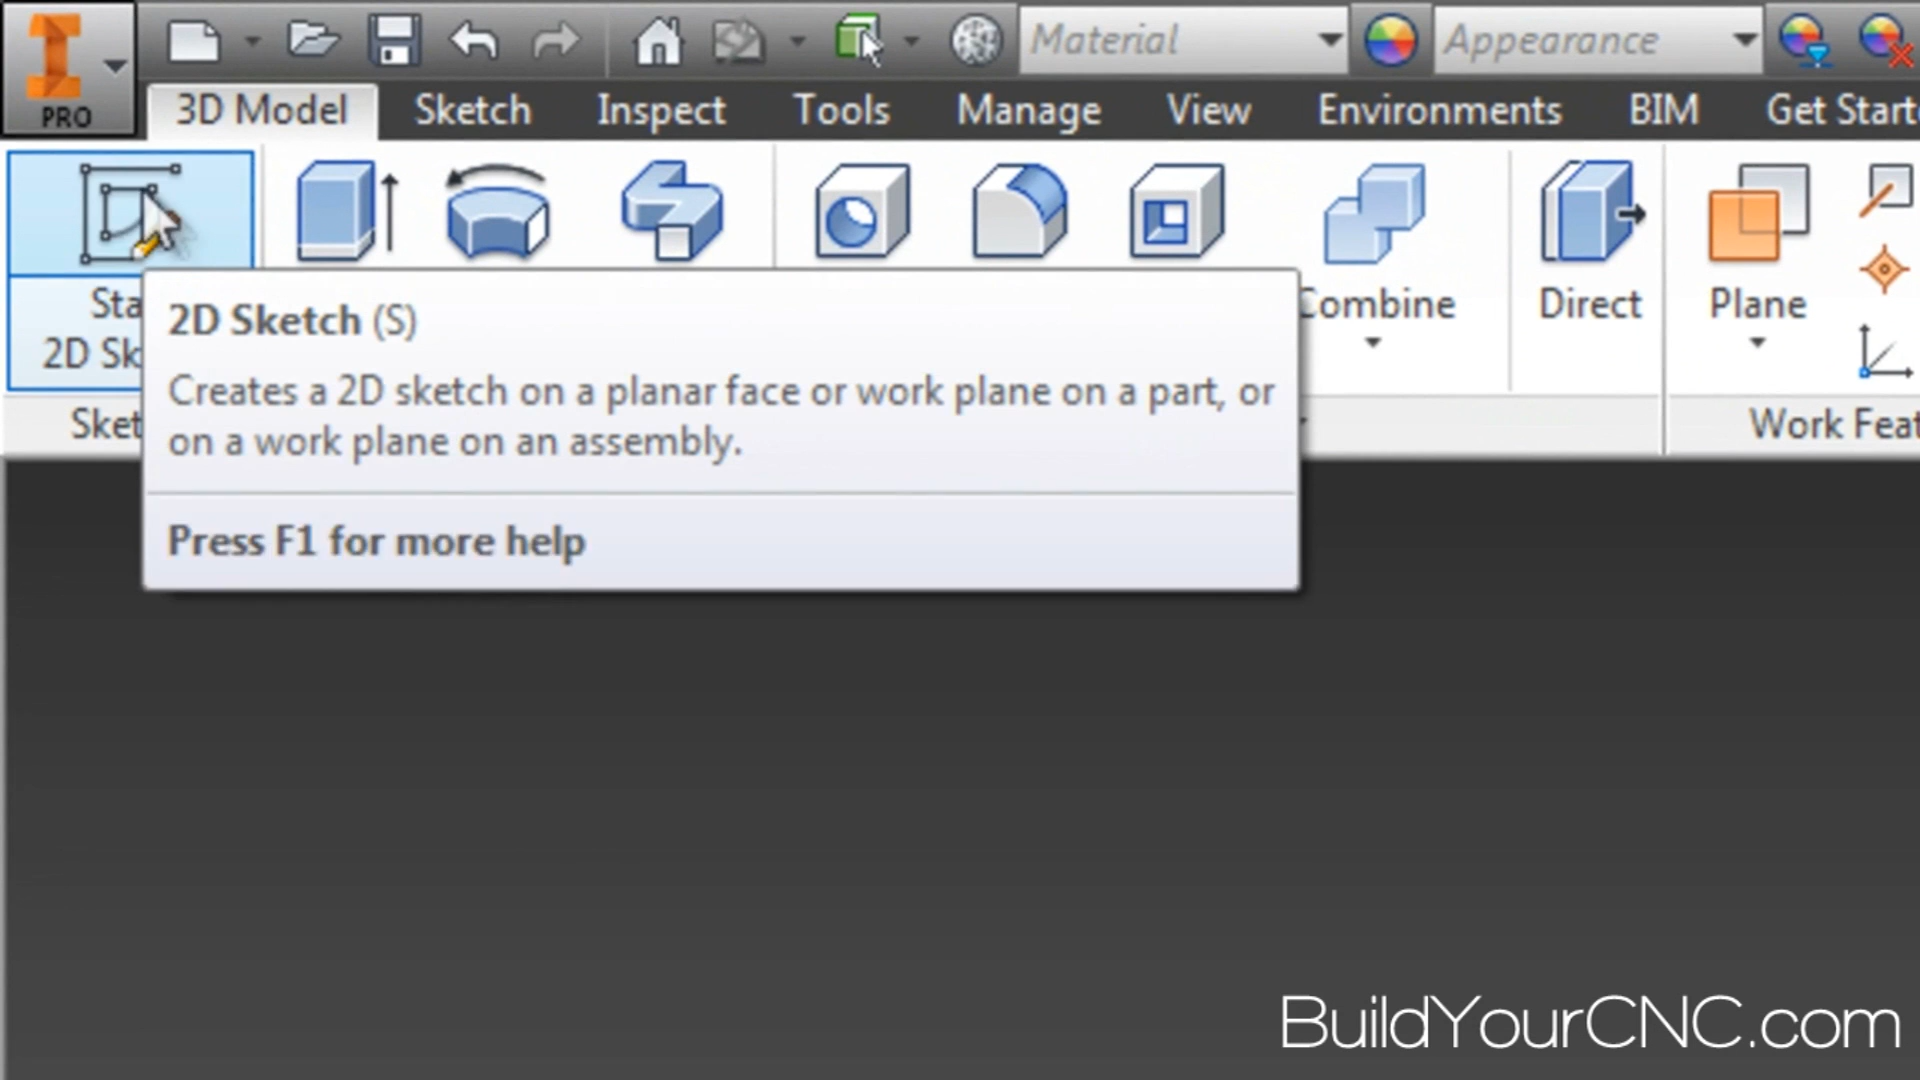 Material
Appearance
PRO
3D Model
Sketch
Inspect
Tools
Manage
View
Environments
BIM
Get Start
Sta
2D Sk
Sket
2D Sketch (S)
Creates a 2D sketch on a planar face or work plane on a part, or
on a work plane on an assembly.
Press F1 for more help
Combine
Direct
Plane
Work Feat
BuildYourCNC.com